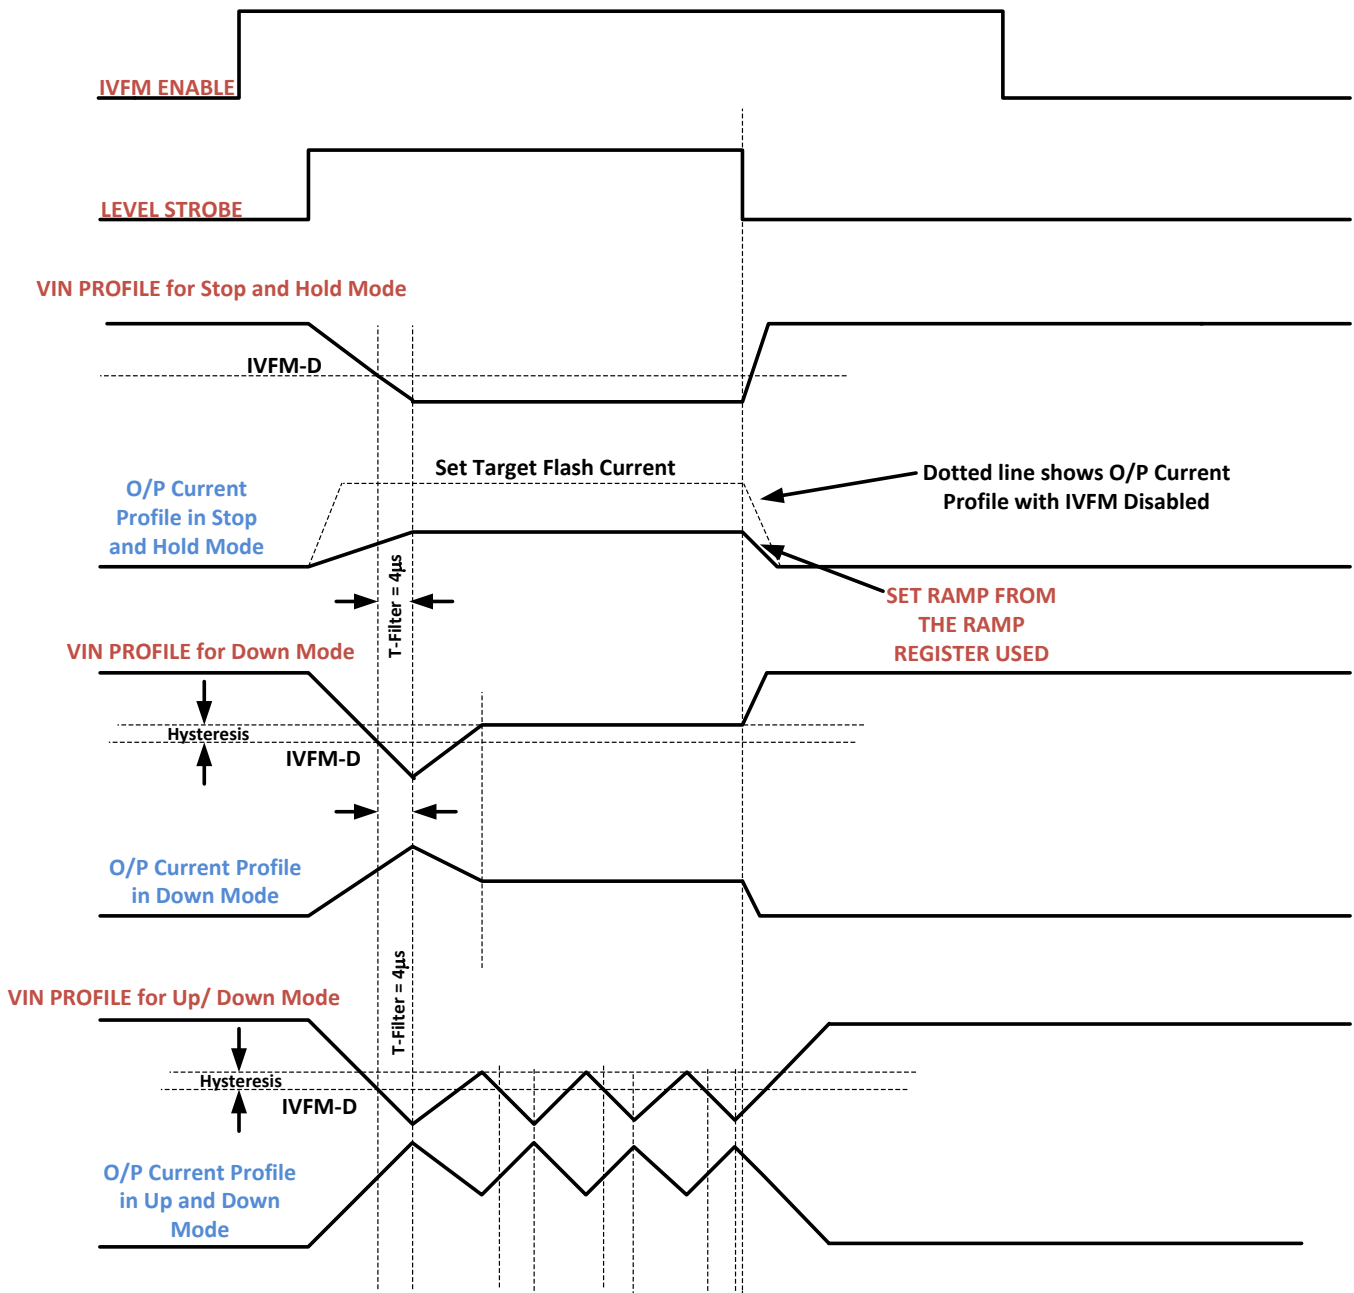 IVFM ENABLE
LEVEL STROBE
VIN PROFILE for Stop and Hold Mode
IVFM-D
Set Target Flash Current
Dotted line shows O/P Current
Profile with IVFM Disabled
O/P Current
Profile in Stop
and Hold Mode
T-Filter = 4µs
SET RAMP FROM
THE RAMP
REGISTER USED
VIN PROFILE for Down Mode
Hysteresis
IVFM-D
O/P Current Profile
in Down Mode
T-Filter = 4µs
VIN PROFILE for Up/ Down Mode
Hysteresis
IVFM-D
O/P Current Profile
in Up and Down
Mode